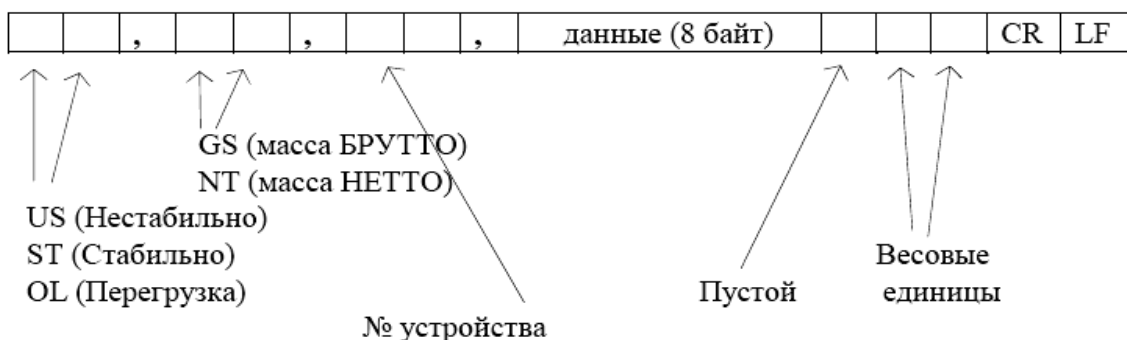 , , , данные (8 байт) CR LF
GS (масса БРУТТО)
NT (масса НЕТТО)
US (Нестабильно)
ST (Стабильно)
OL (Перегрузка)
Весовые
единицы
Пустой
№ устройства